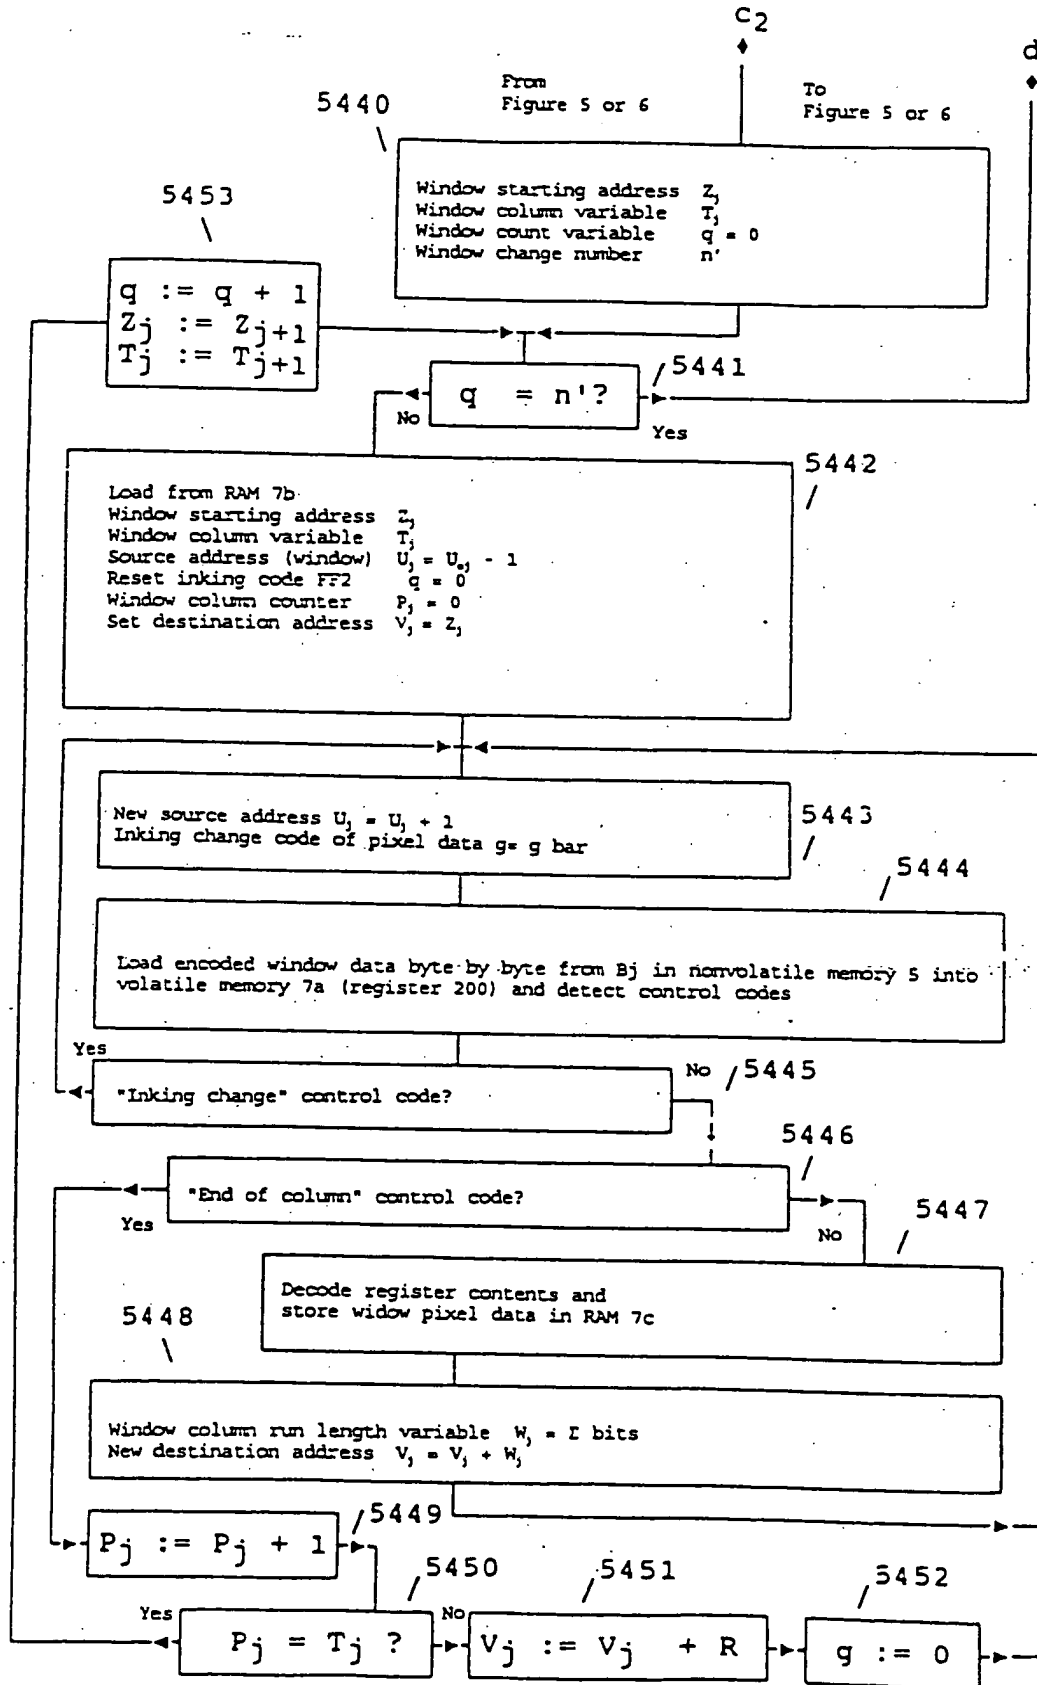 c2
d
From
Figure 5 or 6
To
Figure 5 or 6
5440
Window starting address Zj
Window column variable Tj
Window count variable q = 0
Window change number n'
5453
q := q + 1
Zj := Zj+1
Tj := Tj+1
q = n'?
5441
No
Yes
5442
Load from RAM 7b
Window starting address Zj
Window column variable Tj
Source address (window) Uj = Uoj - 1
Reset inking code FF2 q = 0
Window column counter Pj = 0
Set destination address Vj = Zj
New source address Uj = Uj + 1
Inking change code of pixel data g= g bar
5443
5444
Load encoded window data byte by byte from Bj in nonvolatile memory 5 into
volatile memory 7a (register 200) and detect control codes
Yes
"Inking change" control code?
No
5445
5446
"End of column" control code?
Yes
No
5447
Decode register contents and
store widow pixel data in RAM 7c
5448
Window column run length variable Wj = Σ bits
New destination address Vj = Vj + Wj
Pj := Pj + 1
5449
5450
5451
5452
Yes
Pj = Tj ?
No
Vj := Vj + R
g := 0